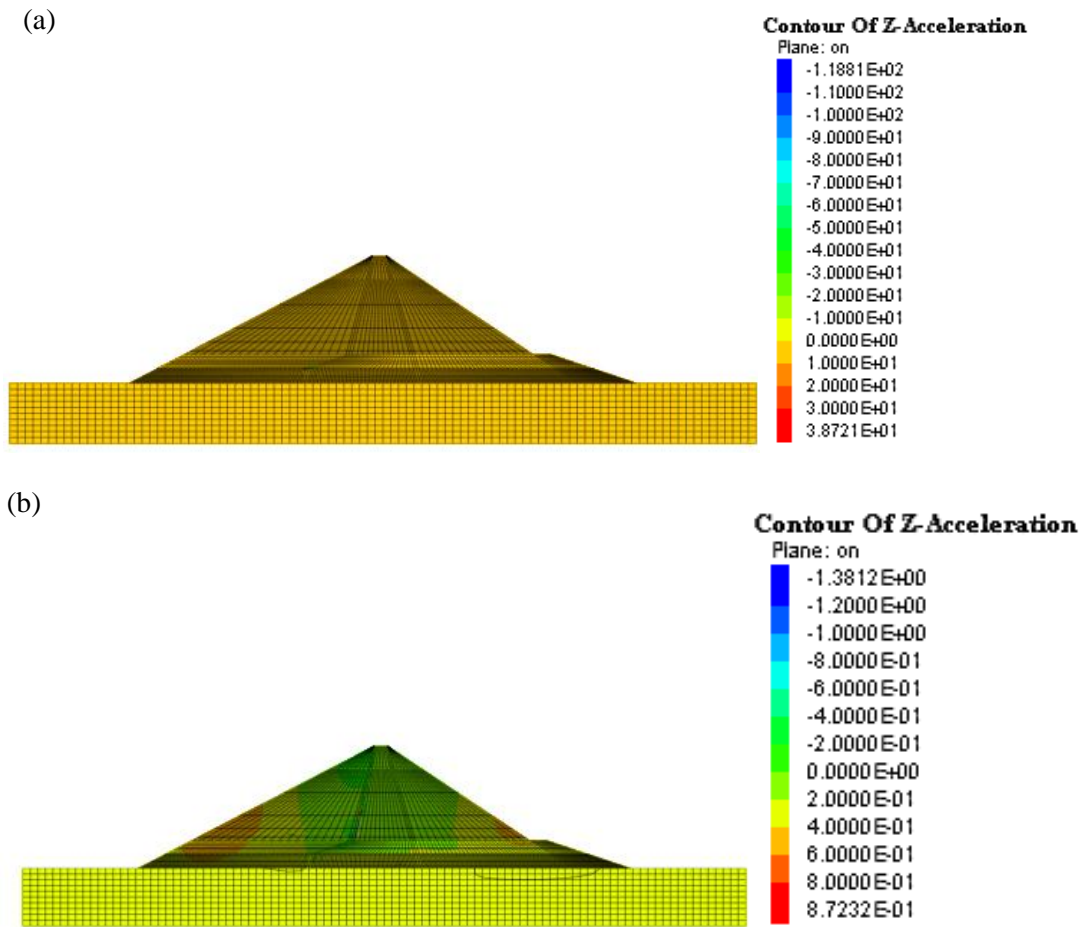 (a)
Contour Of Z-Acceleration
Plane: on
-1.1881E+02
-1.1000E+02
-1.0000E+02
-9.0000E+01
-8.0000E+01
-7.0000E+01
-6.0000E+01
-5.0000E+01
-4.0000E+01
-3.0000E+01
-2.0000E+01
-1.0000E+01
0.0000E+00
1.0000E+01
2.0000E+01
3.0000E+01
3.8721E+01
(b)
Contour Of Z-Acceleration
Plane: on
-1.3812E+00
-1.2000E+00
-1.0000E+00
-8.0000E-01
-6.0000E-01
-4.0000E-01
-2.0000E-01
0.0000E+00
2.0000E-01
4.0000E-01
6.0000E-01
8.0000E-01
8.7232E-01